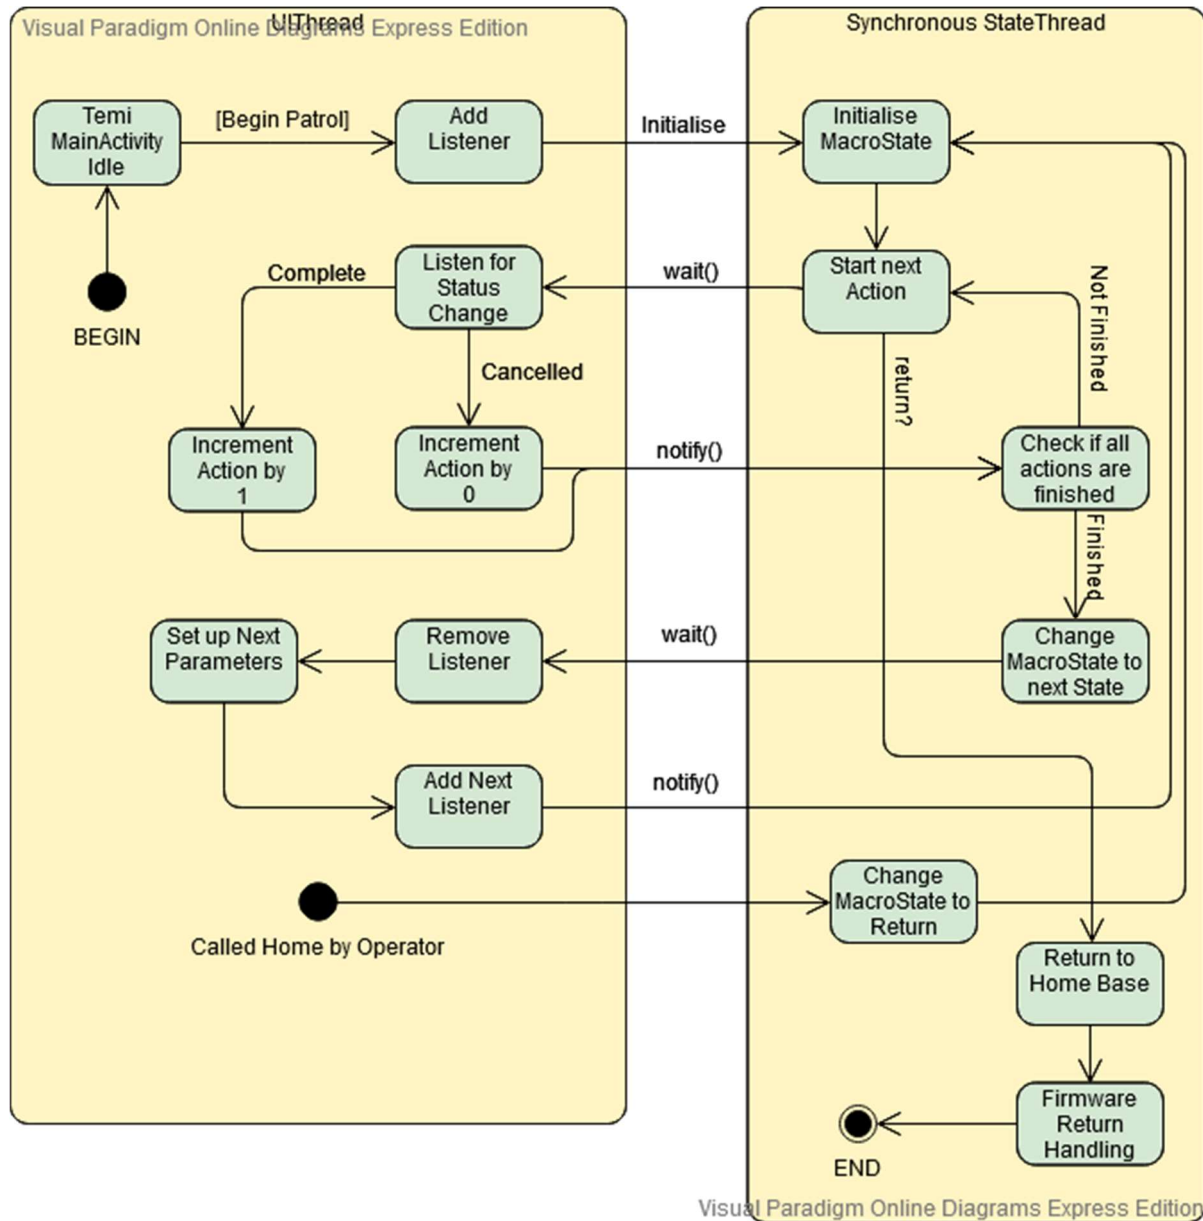 UIThread
Visual Paradigm Online Diagrams Express Edition
Synchronous StateThread
Temi
MainActivity
Idle
[Begin Patrol]
Add
Listener
Initialise
Initialise
MacroState
BEGIN
Complete
Listen for
Status
Change
wait()
Start next
Action
Not Finished
Cancelled
return?
Increment
Action by
1
Increment
Action by
0
notify()
Check if all
actions are
finished
Finished
Set up Next
Parameters
Remove
Listener
wait()
Change
MacroState to
next State
Add Next
Listener
notify()
Called Home by Operator
Change
MacroState to
Return
Return to
Home Base
Firmware
Return
Handling
END
Visual Paradigm Online Diagrams Express Edition